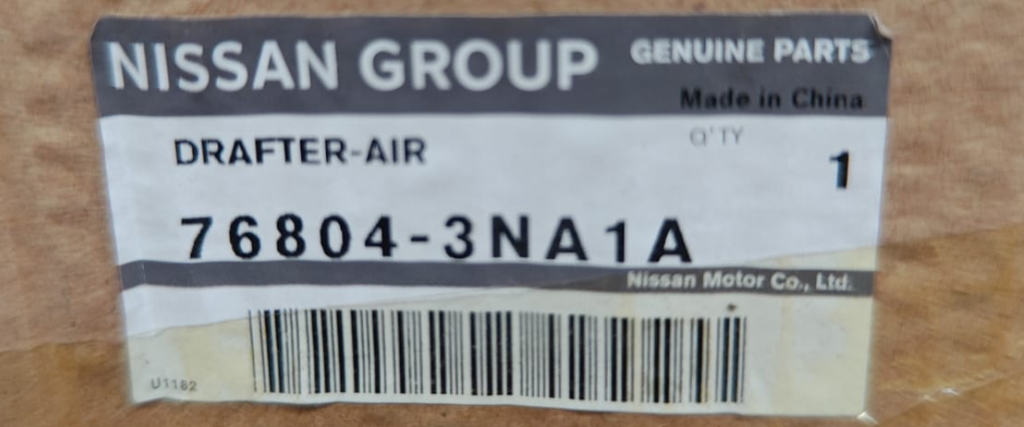 NISSAN GROUP GENUINE PARTS
Made in China
DRAFTER-AIR Q'TY
1
76804-3NA1A
Nissan Motor Co., Ltd.
U1182